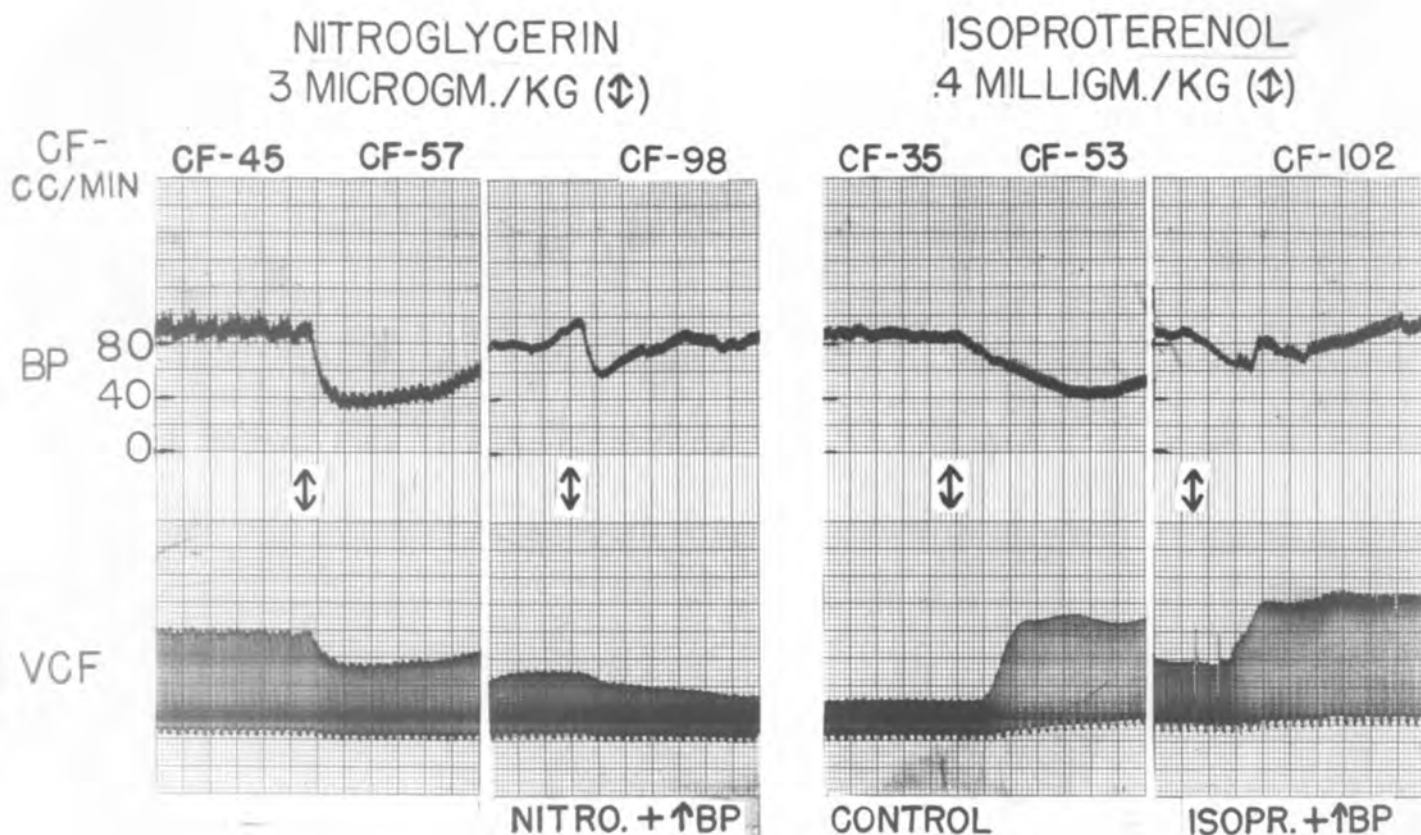 NITROGLYCERIN
3 MICROGM./KG (↕)
ISOPROTERENOL
.4 MILLIGM./KG (↕)
CF-
CC/MIN
CF-45 CF-57 CF-98 CF-35 CF-53 CF-102
BP
80
40
0
↕ ↕ ↕ ↕
VCF
NITRO. + ↑BP
CONTROL
ISOPR. + ↑BP